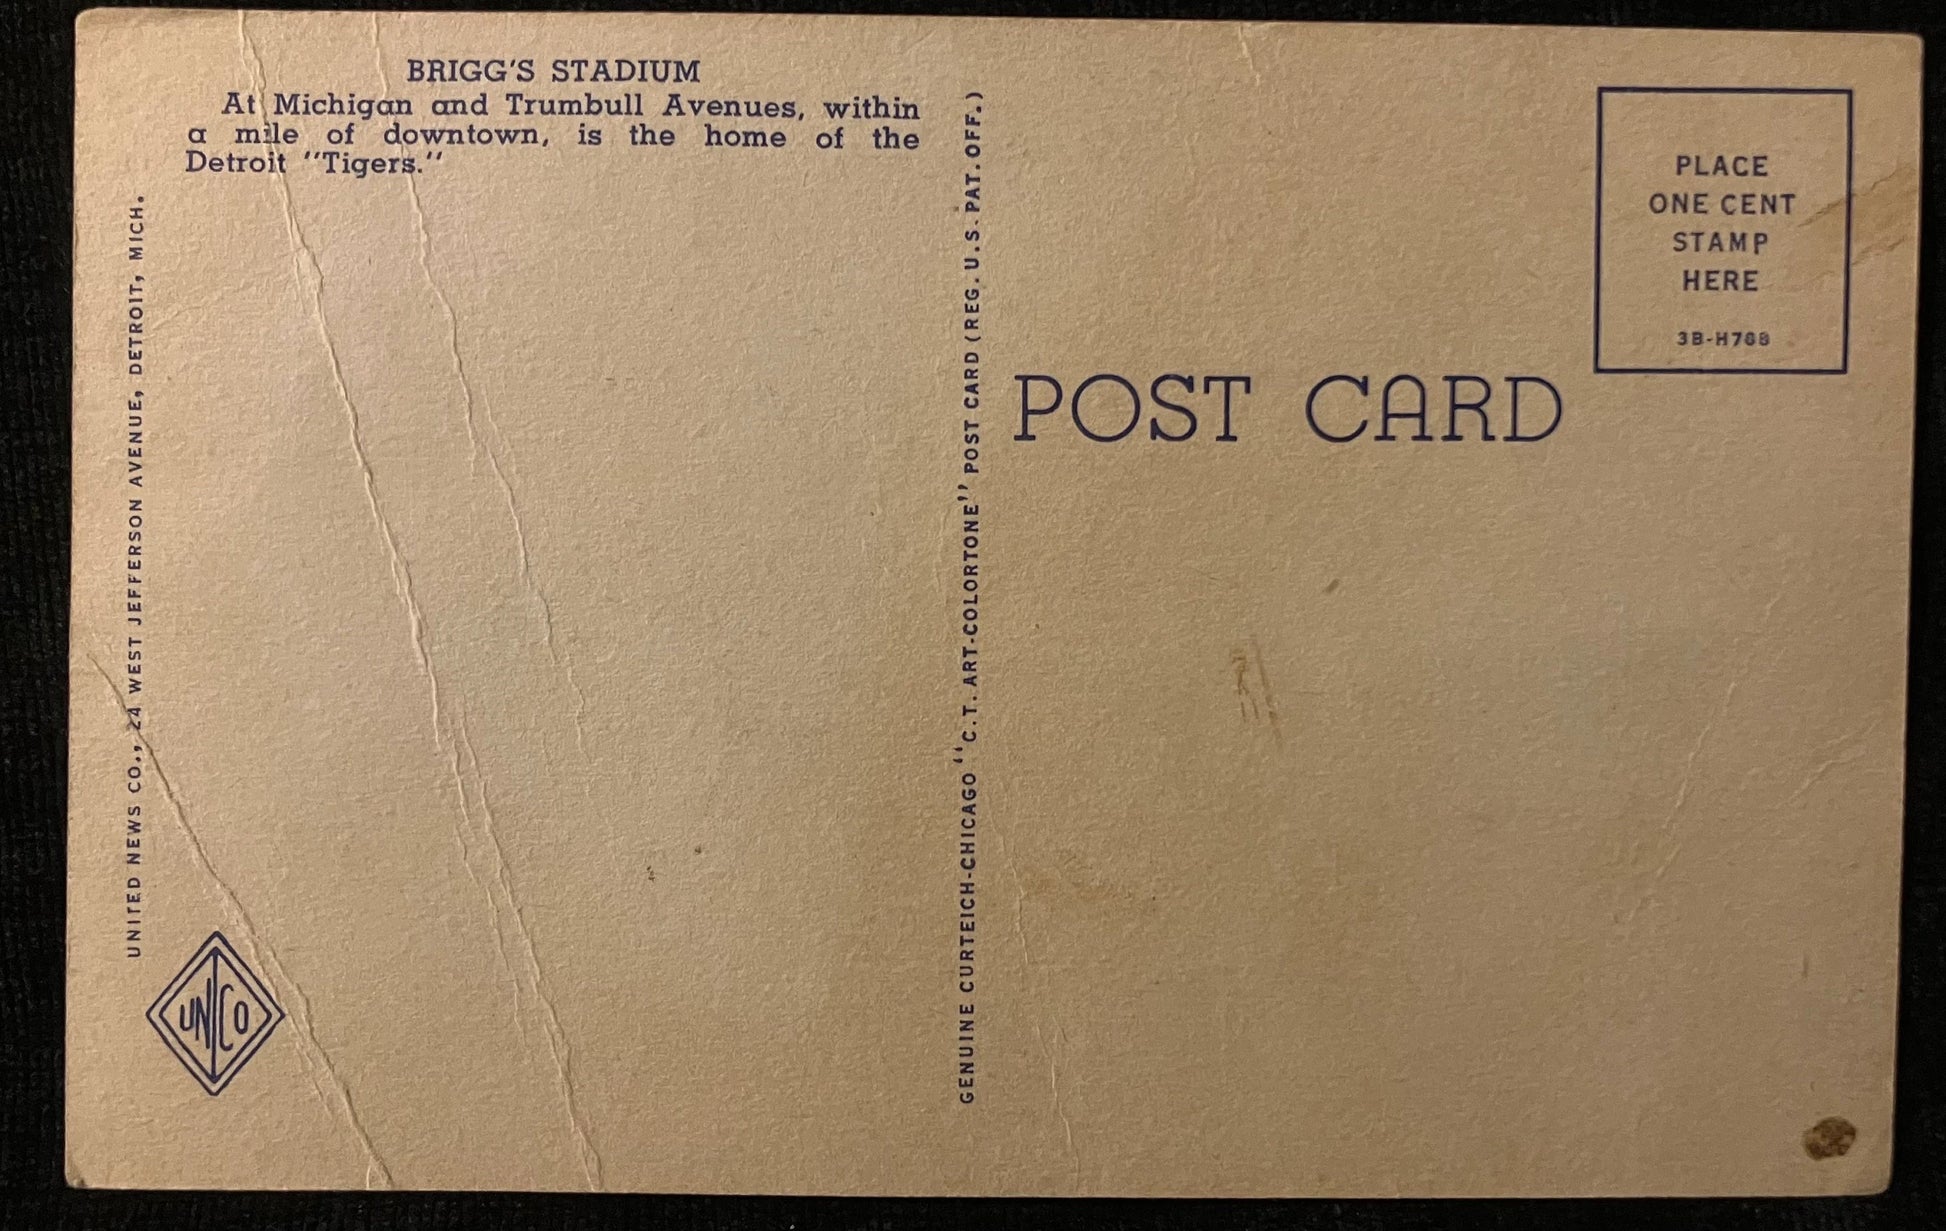 BRIGG'S STADIUM
At Michigan and Trumbull Avenues, within
a mile of downtown, is the home of the
Detroit "Tigers."
UNITED NEWS CO., 24 WEST JEFFERSON AVENUE, DETROIT, MICH.
UNCO
GENUINE CURTEICH-CHICAGO "C.T. ART-COLORTONE" POST CARD (REG. U.S. PAT. OFF.)
POST CARD
PLACE
ONE CENT
STAMP
HERE